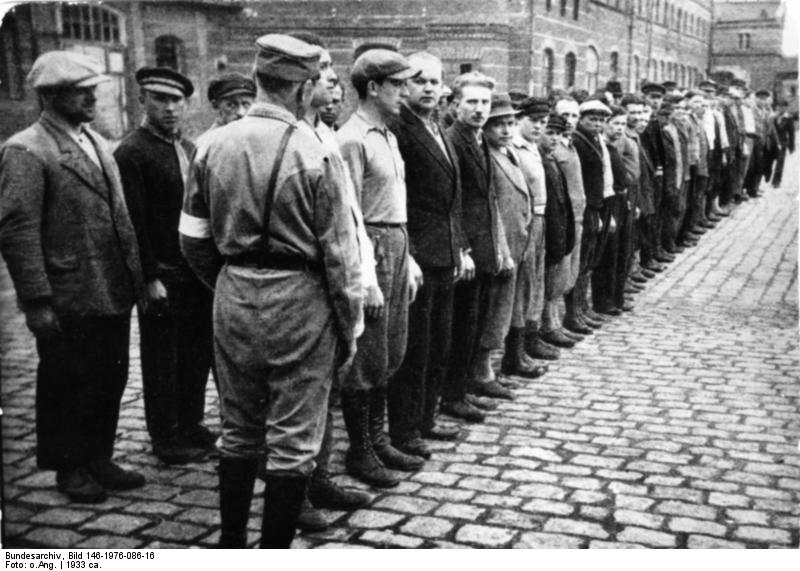 Bundesarchiv, Bild 146-1976-086-16
Foto: o.Ang. | 1933 ca.